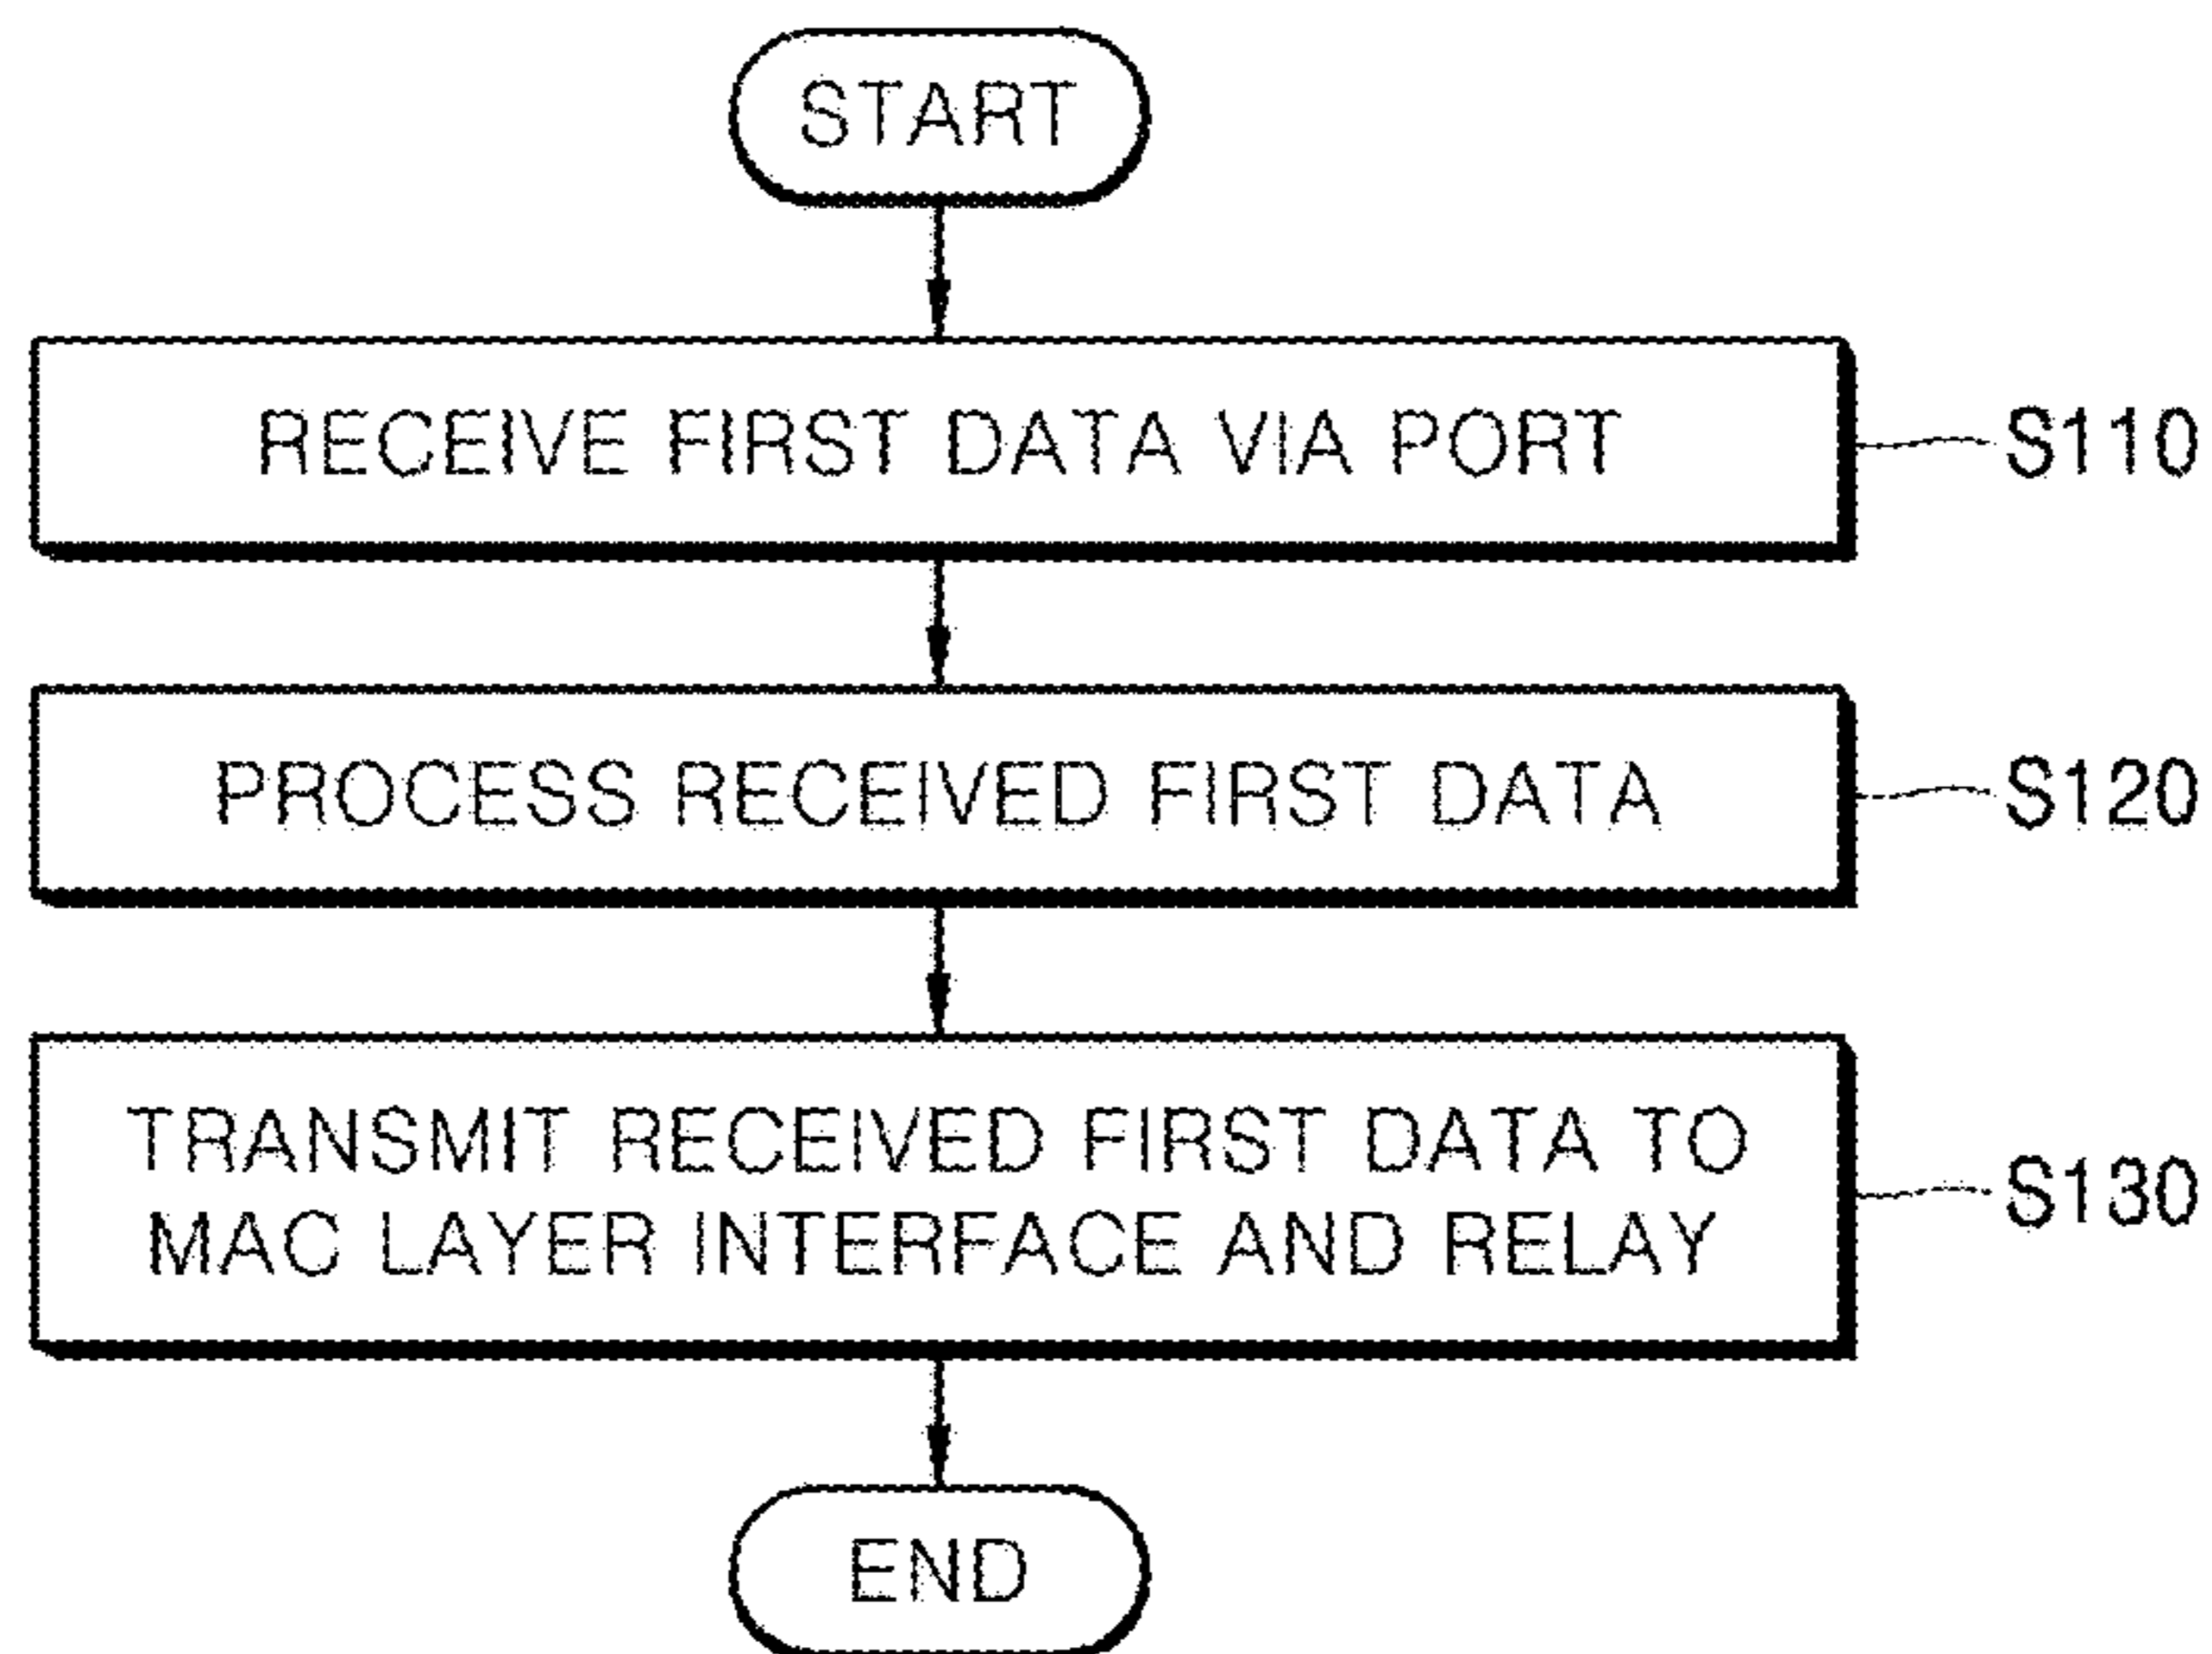 START
RECEIVE FIRST DATA VIA PORT
S110
PROCESS RECEIVED FIRST DATA
S120
TRANSMIT RECEIVED FIRST DATA TO
MAC LAYER INTERFACE AND RELAY
S130
END